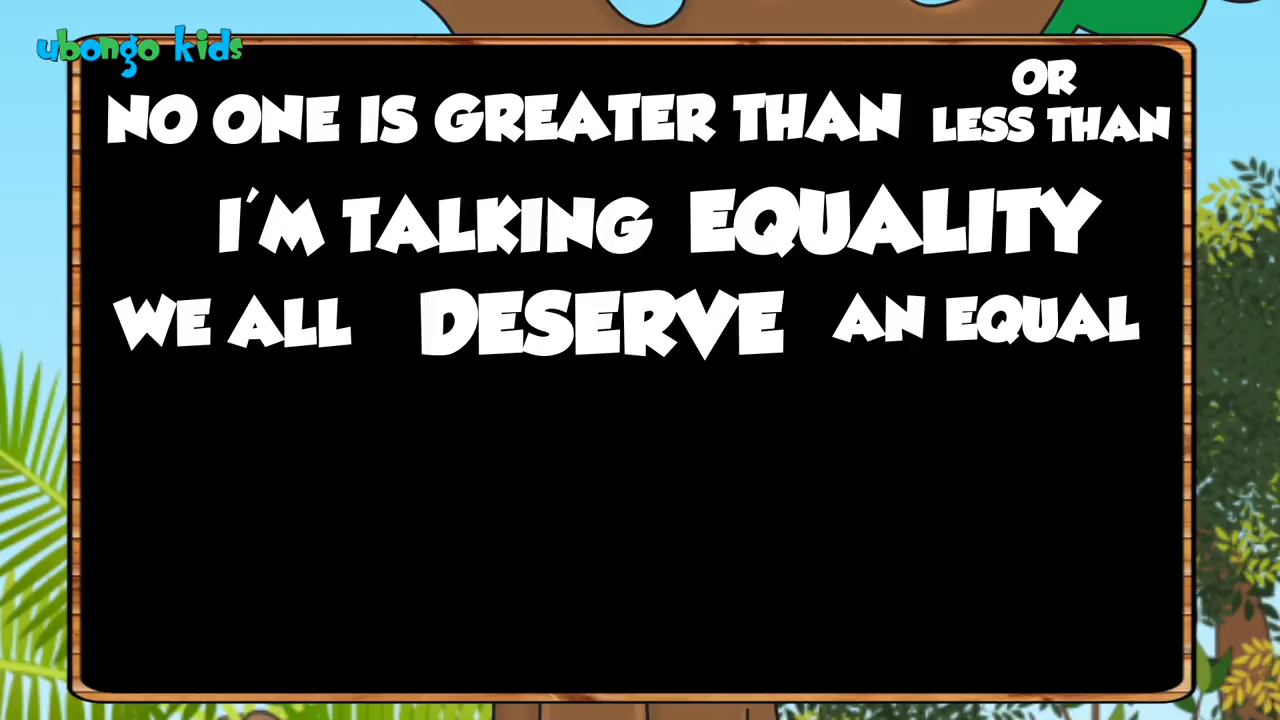 ubongo kids
NO ONE IS GREATER THAN OR LESS THAN
I'M TALKING EQUALITY
WE ALL DESERVE AN EQUAL